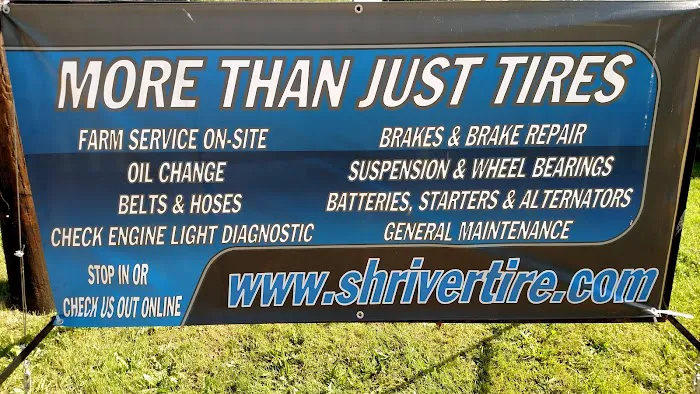 MORE THAN JUST TIRES
FARM SERVICE ON-SITE
OIL CHANGE
BELTS & HOSES
CHECK ENGINE LIGHT DIAGNOSTIC
BRAKES & BRAKE REPAIR
SUSPENSION & WHEEL BEARINGS
BATTERIES, STARTERS & ALTERNATORS
GENERAL MAINTENANCE
STOP IN OR
CHECK US OUT ONLINE
www.shrivertire.com